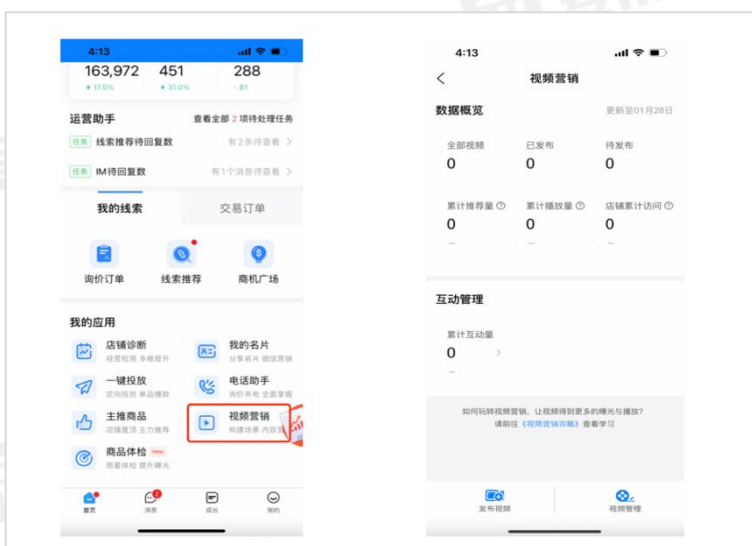 4:13
163,972 451 288
+ 17.5% + 31.0% - 81
运营助手 查看全部 2 项待处理任务
任务 线索推荐待回复数 有2条待查看 >
任务 IM待回复数 有1个消息待查看 >
我的线索 交易订单
询价订单 线索推荐 商机广场
我的应用
店铺诊断 我的名片
经营检测 多维提升 分享名片 微信营销
一键投放 电话助手
定向投放 单品爆款 询价来电 全面掌握
主推商品 视频营销
店铺置顶 主力推荐 构建场景 内容营
商品体检 new
质量体检 提升曝光
2
首页 消息 成长 我的
4:13
< 视频营销
数据概览 更新至01月28日
全部视频 已发布 待发布
0 0 0
累计推荐量 ? 累计播放量 ? 店铺累计访问 ?
0 0 0
-- -- --
互动管理
累计互动量
0 >
--
如何玩转视频营销,让视频得到更多的曝光与播放?
请前往《视频营销攻略》查看学习
发布视频 视频管理